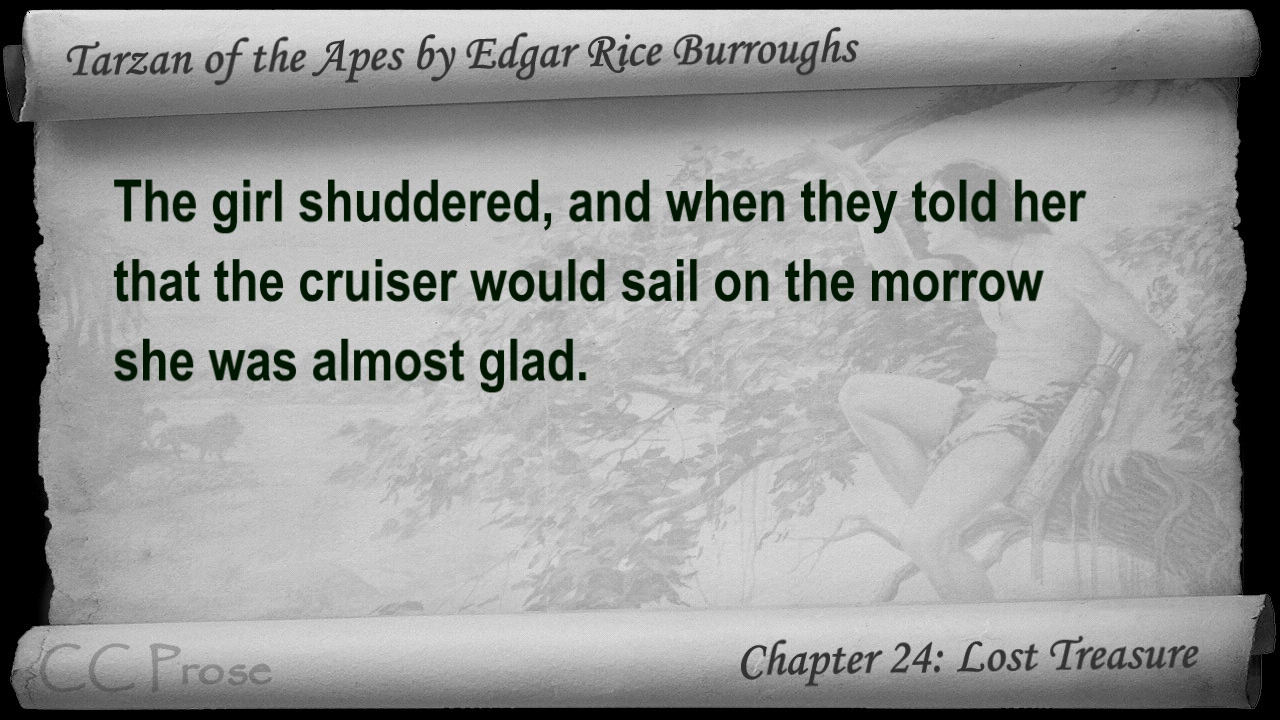 Tarzan of the Apes by Edgar Rice Burroughs
The girl shuddered, and when they told her
that the cruiser would sail on the morrow
she was almost glad.
CC Prose
Chapter 24: Lost Treasure